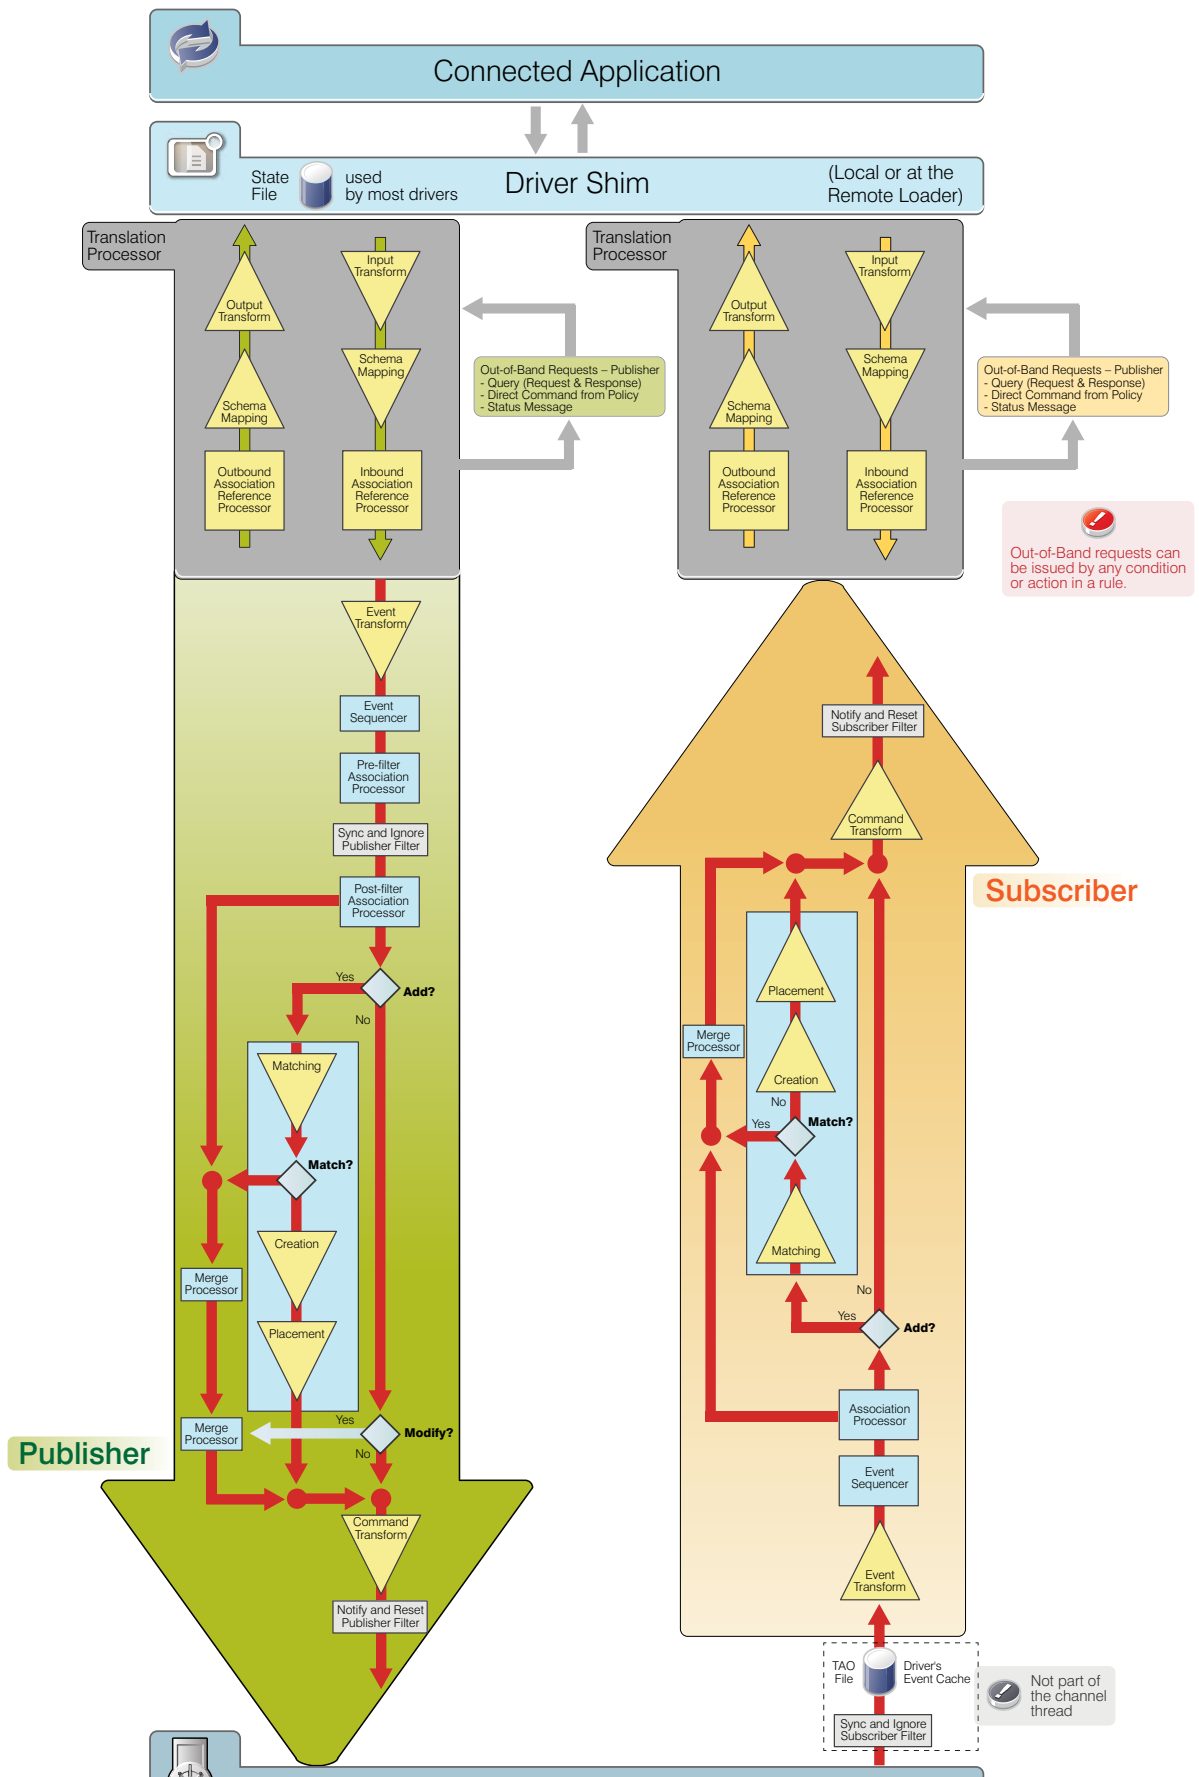 Connected Application
State
File
used
by most drivers
Driver Shim
(Local or at the
Remote Loader)
Translation
Processor
Output
Transform
Input
Transform
Schema
Mapping
Schema
Mapping
Outbound
Association
Reference
Processor
Inbound
Association
Reference
Processor
Out-of-Band Requests – Publisher
- Query (Request & Response)
- Direct Command from Policy
- Status Message
Translation
Processor
Output
Transform
Input
Transform
Schema
Mapping
Schema
Mapping
Outbound
Association
Reference
Processor
Inbound
Association
Reference
Processor
Out-of-Band Requests – Publisher
- Query (Request & Response)
- Direct Command from Policy
- Status Message
Out-of-Band requests can
be issued by any condition
or action in a rule.
Event
Transform
Event
Sequencer
Pre-filter
Association
Processor
Sync and Ignore
Publisher Filter
Post-filter
Association
Processor
Yes
Add?
No
Matching
Match?
Creation
Merge
Processor
Placement
Yes
Modify?
Merge
Processor
No
Publisher
Command
Transform
Notify and Reset
Publisher Filter
Notify and Reset
Subscriber Filter
Command
Transform
Subscriber
Placement
Merge
Processor
Creation
No
Yes
Match?
Matching
No
Yes
Add?
Association
Processor
Event
Sequencer
Event
Transform
TAO
File
Driver's
Event Cache
Not part of
the channel
thread
Sync and Ignore
Subscriber Filter